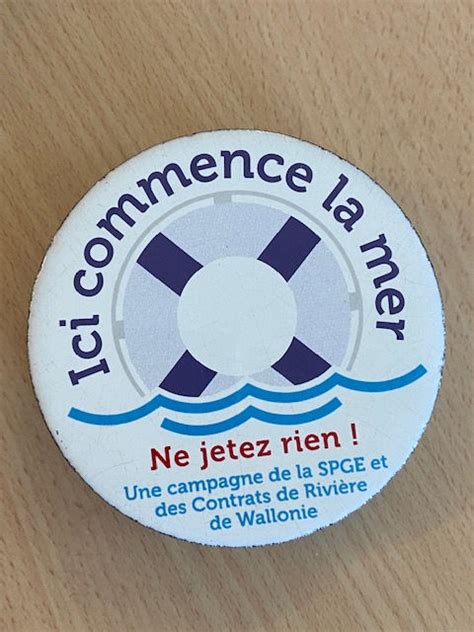 Ici commence la mer
Ne jetez rien !
Une campagne de la SPGE et
des Contrats de Rivière
de Wallonie